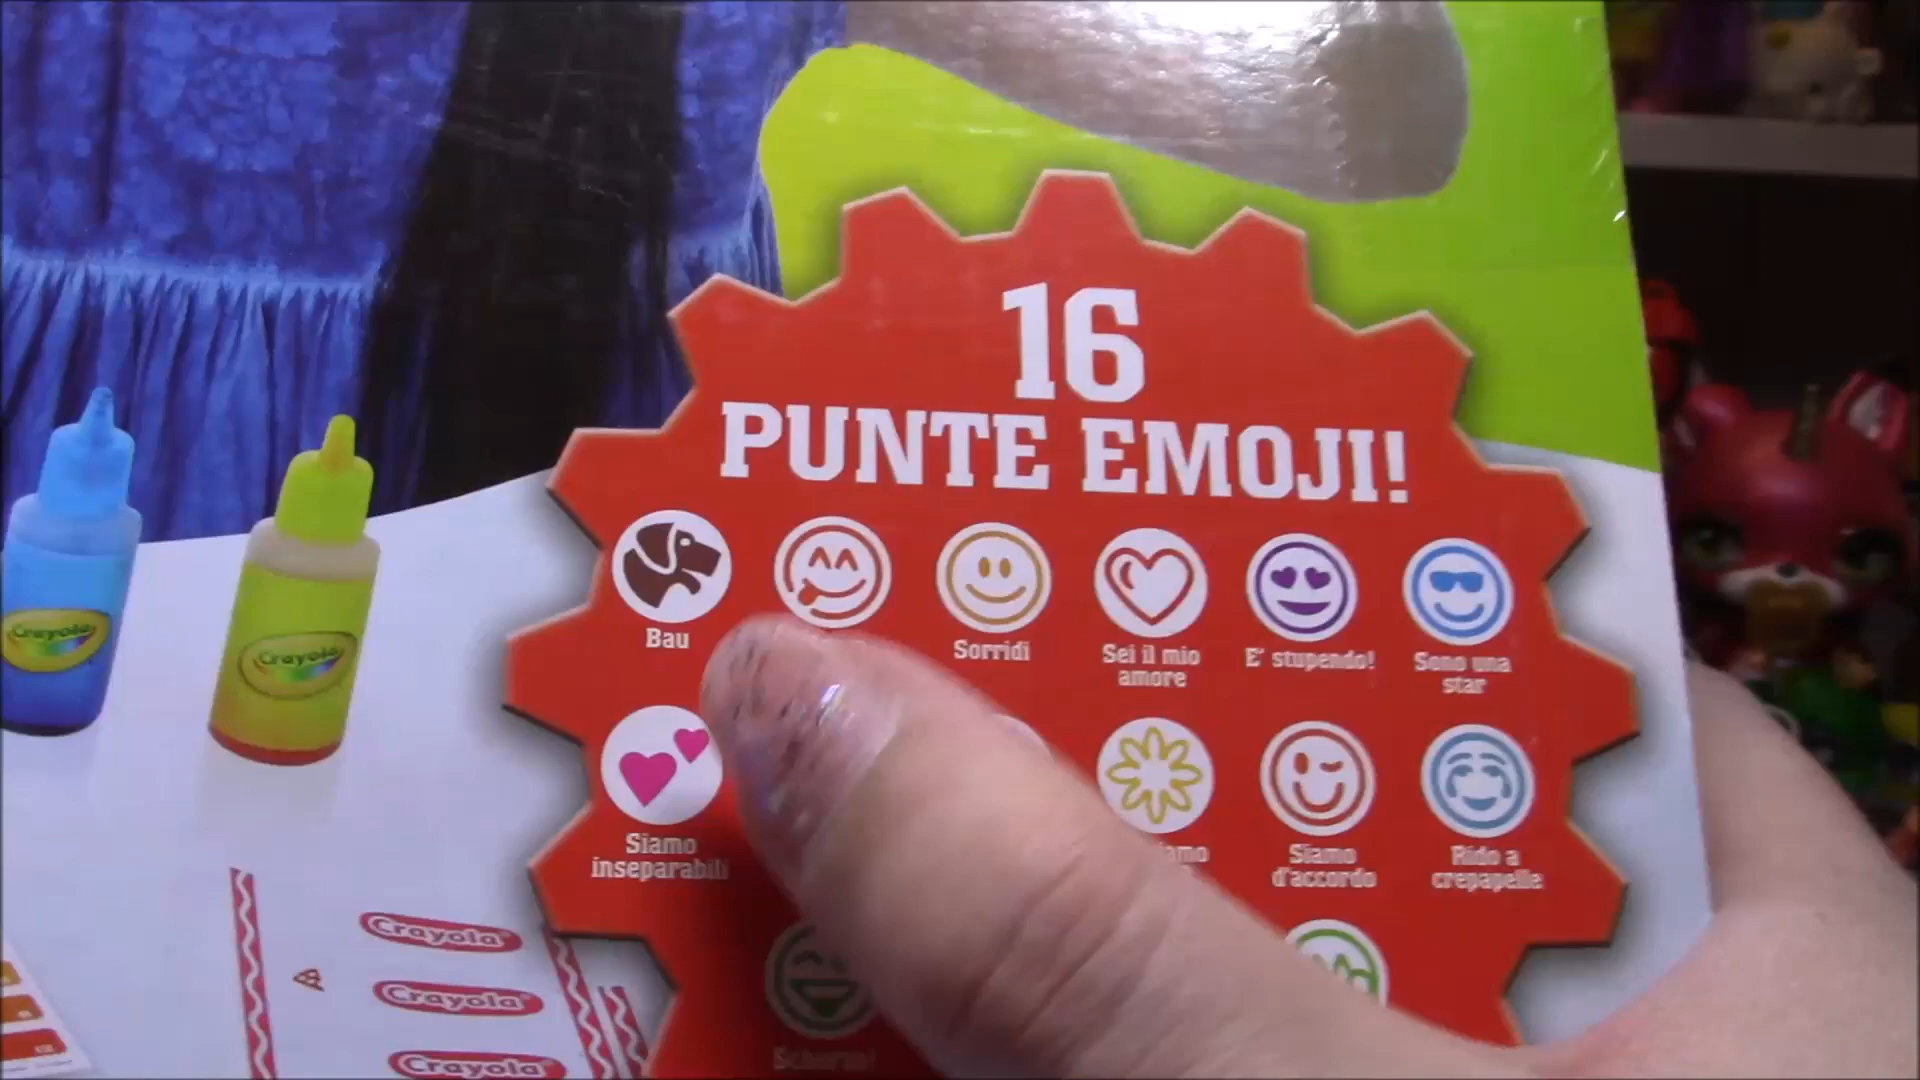 16
PUNTE EMOJI!
Bau
Sorridi
Sei il mio
amore
E' stupendo!
Sono una
star
Siamo
inseparabili
Siamo
d'accordo
Rido a
crepapelle
Scherzo!
Crayola
Crayola
Crayola
Crayola
Crayola